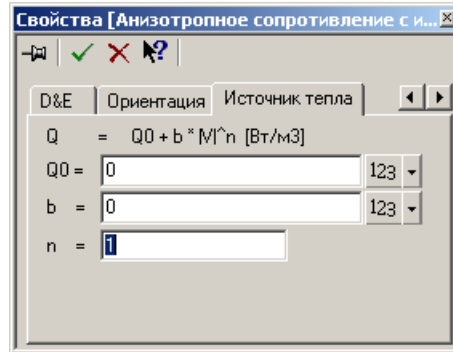 Свойства [Анизотропное сопротивление с и...
D&E Ориентация Источник тепла
Q = Q0 + b * |V|^n [Вт/м3]
Q0 = 0 123
b = 0 123
n = 1